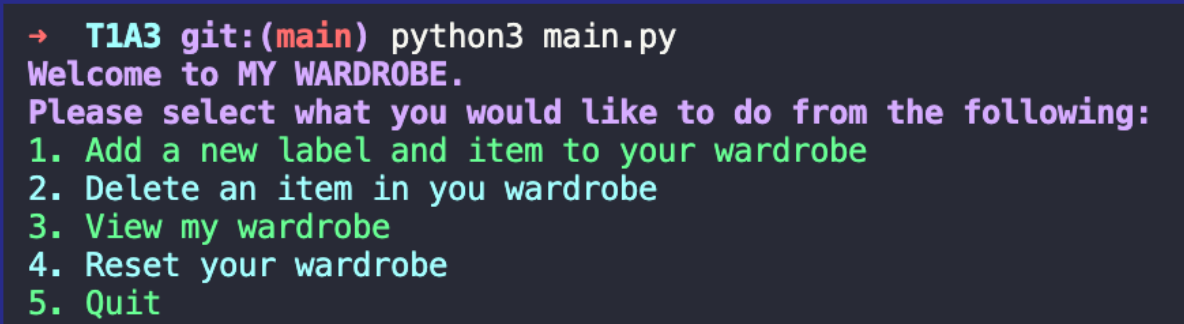 → T1A3 git:(main) python3 main.py
Welcome to MY WARDROBE.
Please select what you would like to do from the following:
1. Add a new label and item to your wardrobe
2. Delete an item in you wardrobe
3. View my wardrobe
4. Reset your wardrobe
5. Quit